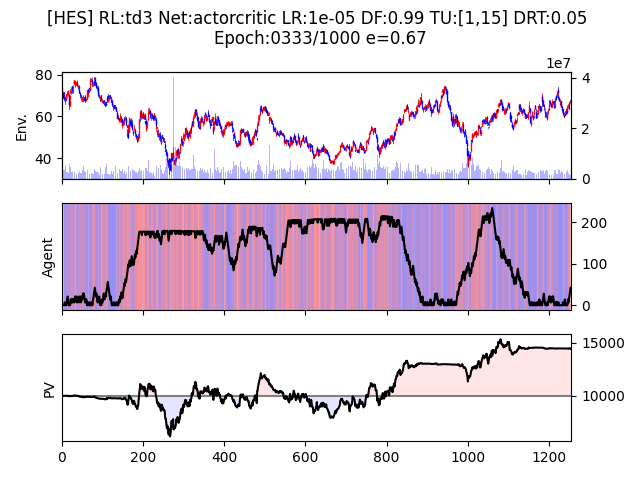 [HES] RL:td3 Net:actorcritic LR:1e-05 DF:0.99 TU:[1,15] DRT:0.05
Epoch:0333/1000 e=0.67
1e7
80
60
40
Env.
4
2
0
Agent
200
100
0
PV
15000
10000
0 200 400 600 800 1000 1200